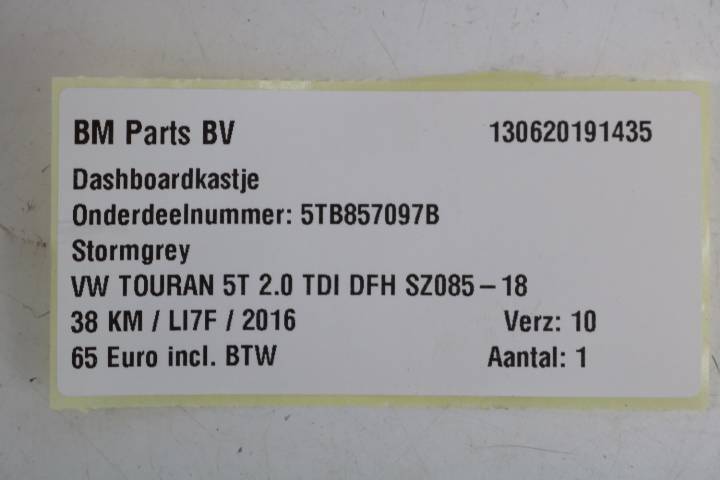 BM Parts BV 130620191435
Dashboardkastje
Onderdeelnummer: 5TB857097B
Stormgrey
VW TOURAN 5T 2.0 TDI DFH SZ085-18
38 KM / LI7F / 2016 Verz: 10
65 Euro incl. BTW Aantal: 1